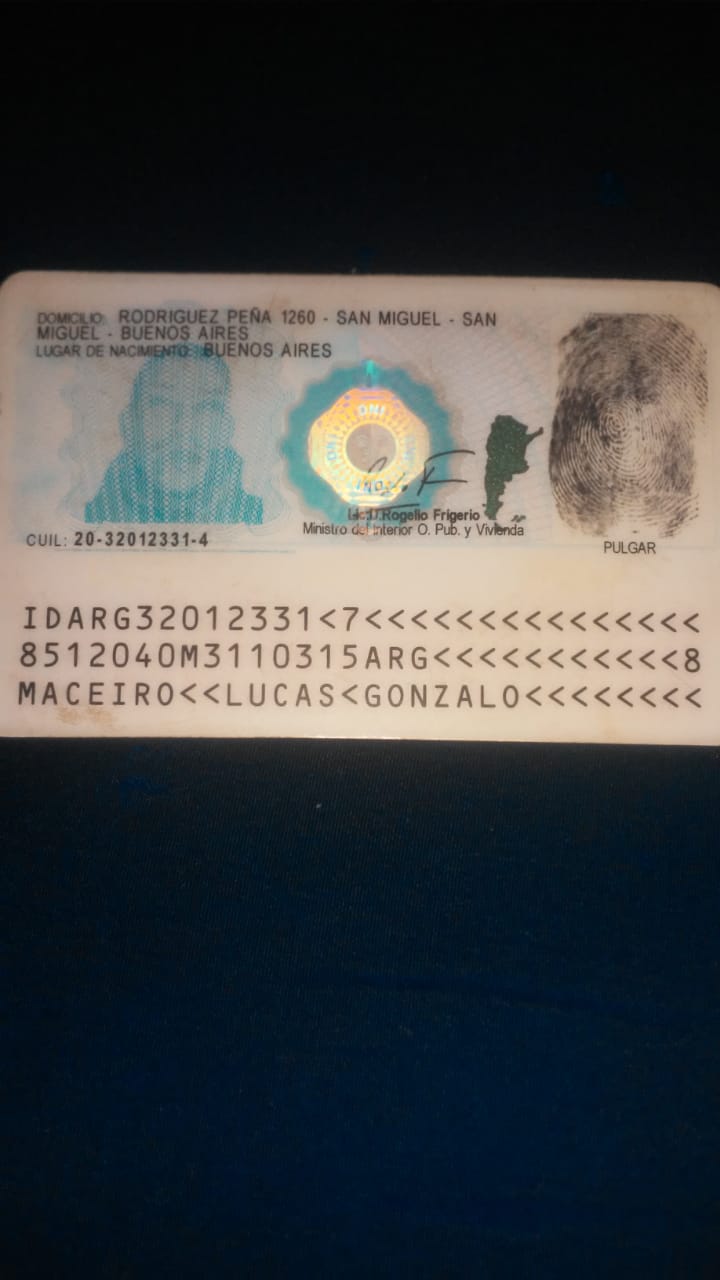 DOMICILIO: RODRIGUEZ PEÑA 1260 - SAN MIGUEL - SAN
MIGUEL - BUENOS AIRES
LUGAR DE NACIMIENTO: BUENOS AIRES
DNI
Rogelio Frigerio
Ministro del Interior O. Pub. y Vivienda
CUIL: 20-32012331-4
PULGAR
IDARG32012331<7<<<<<<<<<<<<<<<
8512040M3110315ARG<<<<<<<<<<<8
MACEIRO<<LUCAS<GONZALO<<<<<<<<